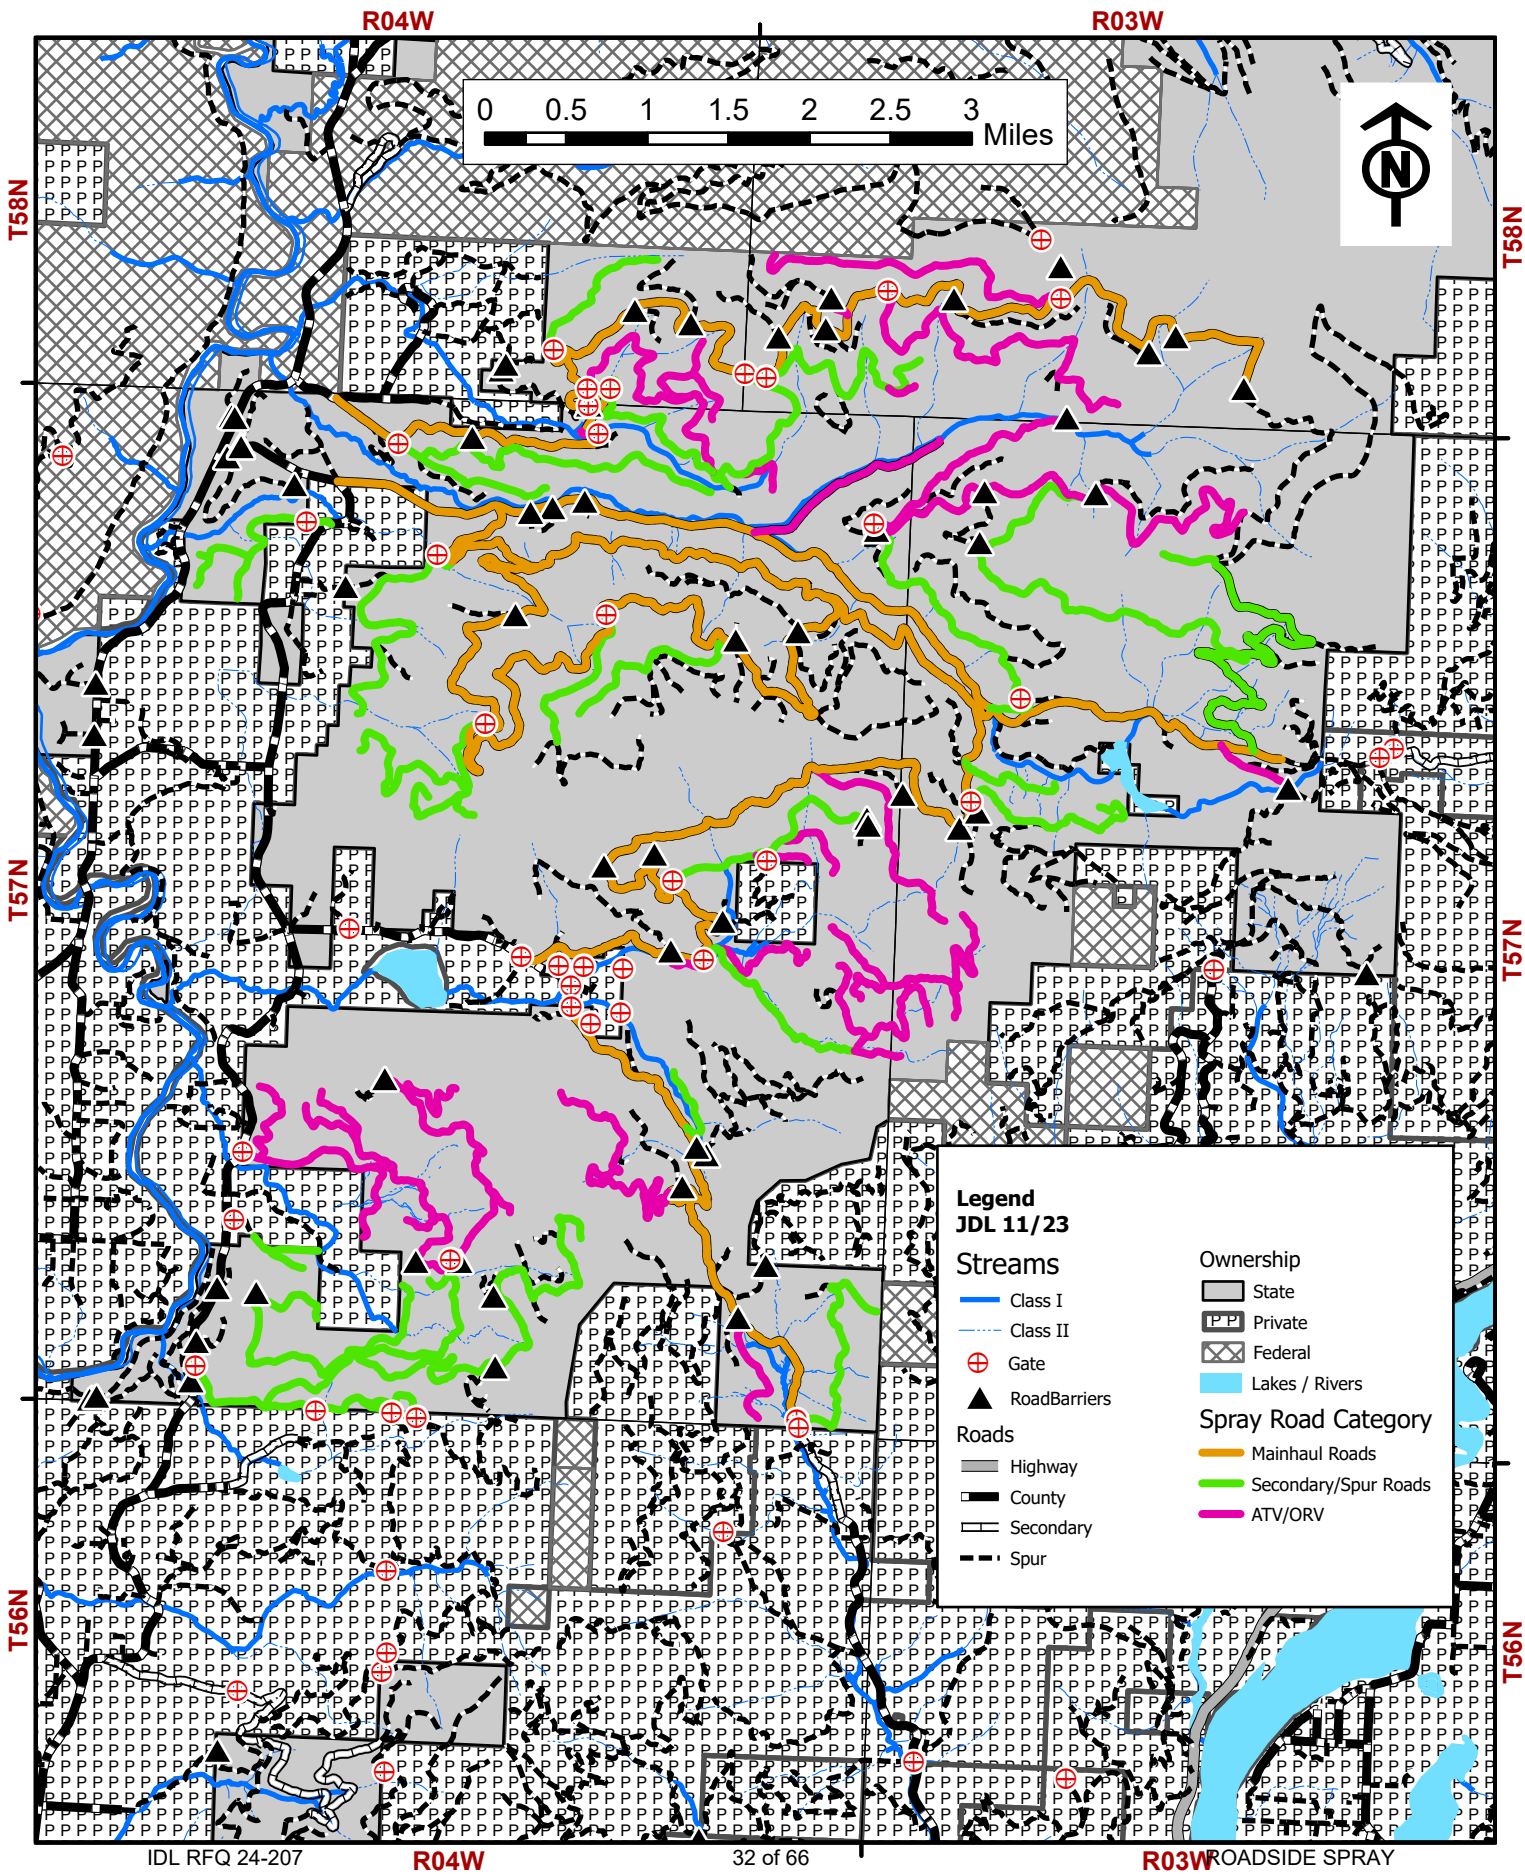 R04W
R03W
0 0.5 1 1.5 2 2.5 3
Miles
N
T58N
T58N
T57N
T57N
T56N
T56N
Legend
JDL 11/23
Streams
Class I
Class II
Gate
RoadBarriers
Roads
Highway
County
Secondary
Spur
Ownership
State
P P Private
Federal
Lakes / Rivers
Spray Road Category
Mainhaul Roads
Secondary/Spur Roads
ATV/ORV
IDL RFQ 24-207
R04W
32 of 66
R03W
ROADSIDE SPRAY